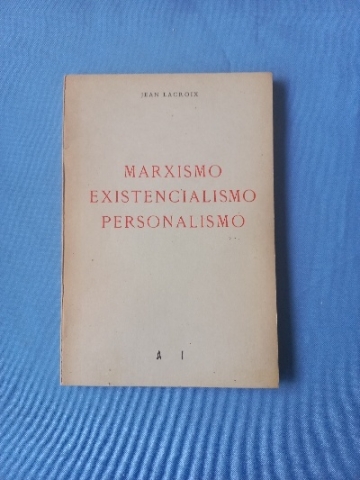 JEAN LACROIX
MARXISMO
EXISTENCIALISMO
PERSONALISMO
A I